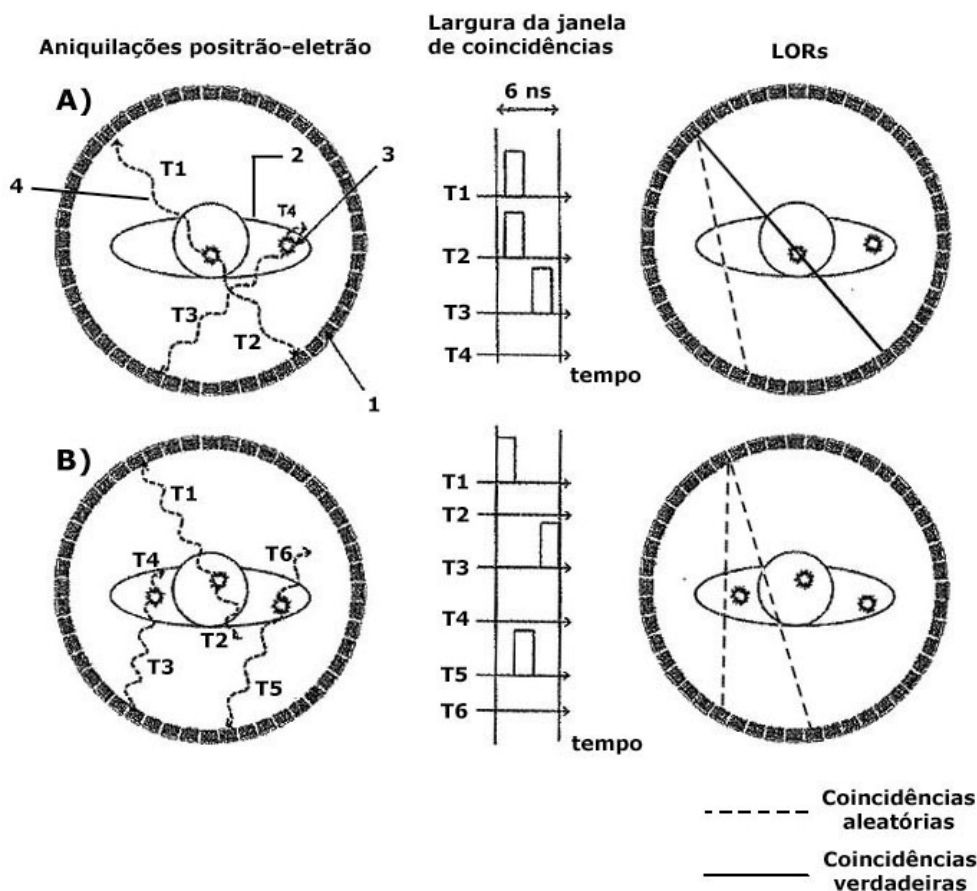 Aniquilações positrão-eletrão
Largura da janela
de coincidências
LORs
A)
6 ns
T1
2
3
4
T4
T3
T2
1
T1
T2
T3
T4
tempo
B)
T1
T4
T6
T2
T3
T5
T1
T2
T3
T4
T5
T6
tempo
Coincidências
aleatórias
Coincidências
verdadeiras